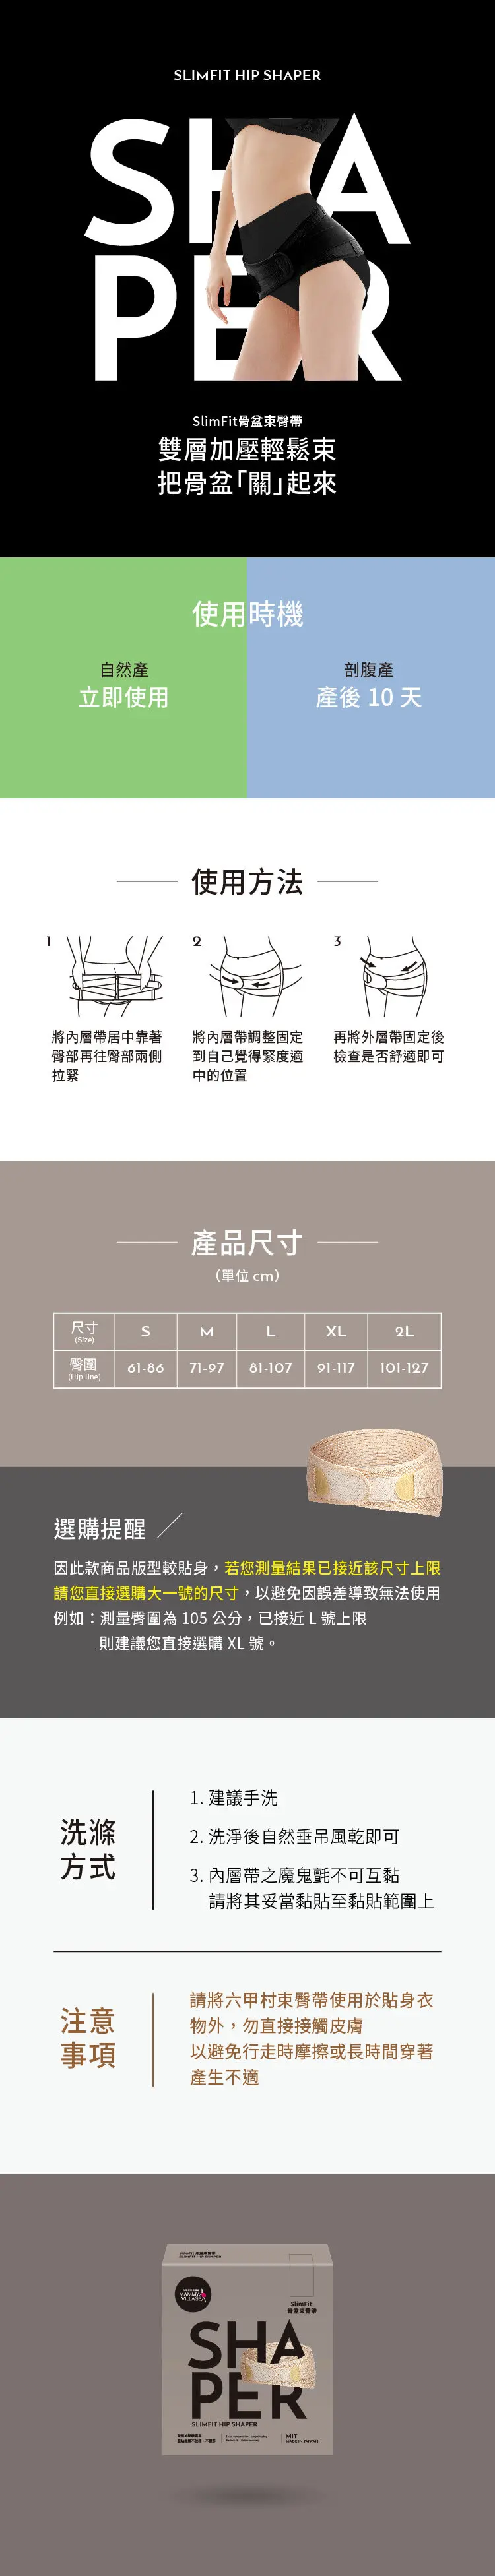 SLIMFIT HIP SHAPER
SHA
PER
SlimFit骨盆束臀帶
雙層加壓輕鬆束
把骨盆「關」起來
使用時機
自然產
立即使用
剖腹產
產後 10 天
使用方法
1
將內層帶居中靠著
臀部再往臀部兩側
拉緊
2
將內層帶調整固定
到自己覺得緊度適
中的位置
3
再將外層帶固定後
檢查是否舒適即可
產品尺寸
(單位 cm)
尺寸 (Size) S M L XL 2L
臀圍 (Hip line) 61-86 71-97 81-107 91-117 101-127
選購提醒
因此款商品版型較貼身，若您測量結果已接近該尺寸上限
請您直接選購大一號的尺寸，以避免因誤差導致無法使用
例如：測量臀圍為 105 公分，已接近 L 號上限
則建議您直接選購 XL 號。
洗滌
方式
1. 建議手洗
2. 洗淨後自然垂吊風乾即可
3. 內層帶之魔鬼氈不可互黏
請將其妥當黏貼至黏貼範圍上
注意
事項
請將六甲村束臀帶使用於貼身衣
物外，勿直接接觸皮膚
以避免行走時摩擦或長時間穿著
產生不適
SLIMFIT HIP SHAPER
MAMMY
VILLAGE
SlimFit
骨盆束臀帶
SHA
PER
SLIMFIT HIP SHAPER
MIT
MADE IN TAIWAN